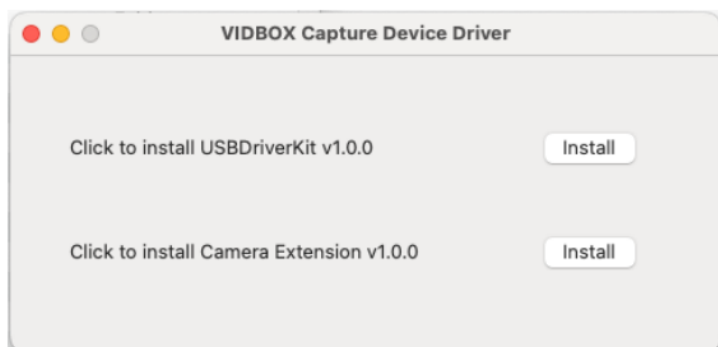 VIDBOX Capture Device Driver
Click to install USBDriverKit v1.0.0 Install
Click to install Camera Extension v1.0.0 Install